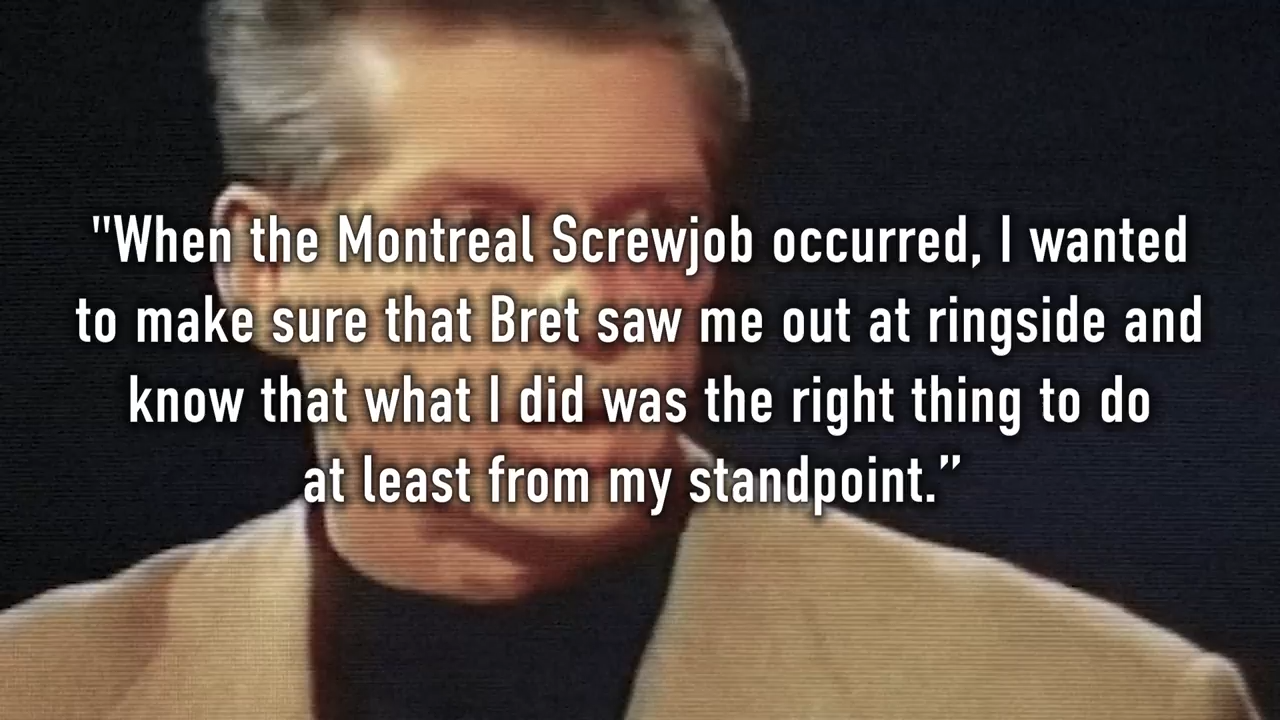 "When the Montreal Screwjob occurred, I wanted
to make sure that Bret saw me out at ringside and
know that what I did was the right thing to do
at least from my standpoint.”